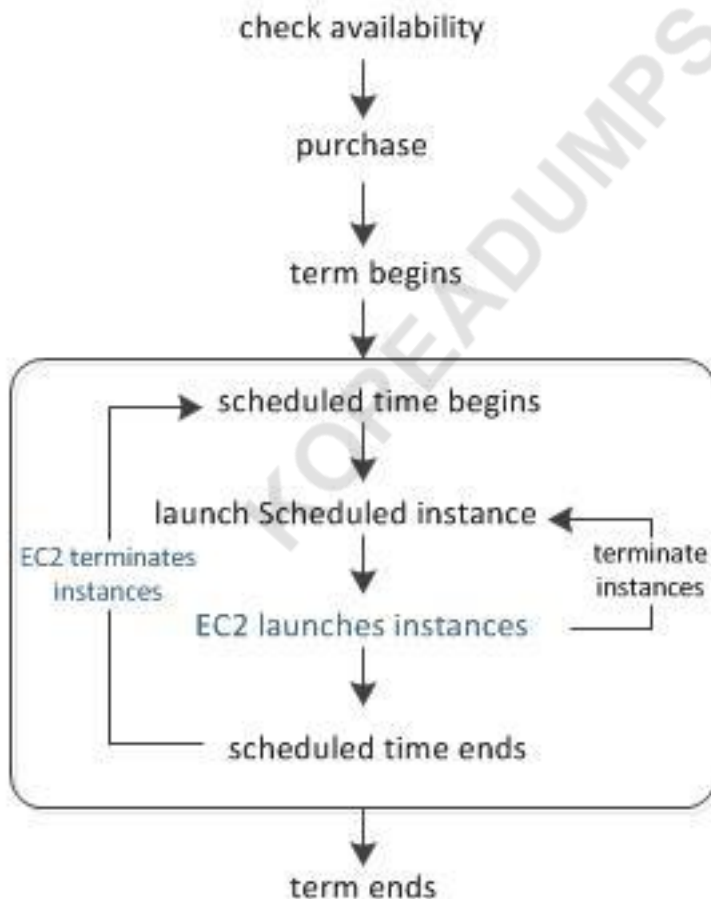 check availability
purchase
term begins
scheduled time begins
launch Scheduled instance
EC2 terminates
instances
terminate
instances
EC2 launches instances
scheduled time ends
term ends
KOREADUMPS